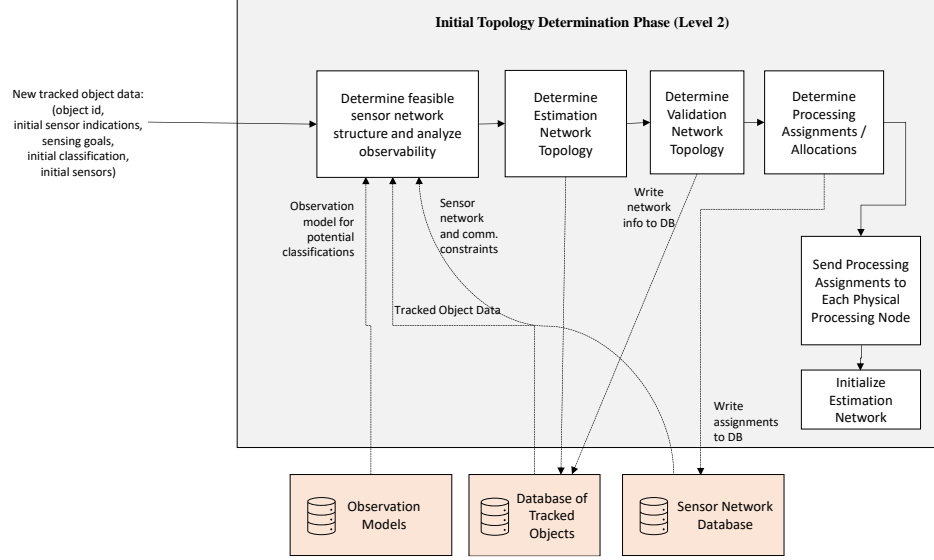 Initial Topology Determination Phase (Level 2)
New tracked object data:
(object id,
initial sensor indications,
sensing goals,
initial classification,
initial sensors)
Determine feasible
sensor network
structure and analyze
observability
Determine
Estimation
Network
Topology
Determine
Validation
Network
Topology
Determine
Processing
Assignments /
Allocations
Observation
model for
potential
classifications
Sensor
network
and comm.
constraints
Write
network
info to DB
Send Processing
Assignments to
Each Physical
Processing Node
Tracked Object Data
Initialize
Estimation
Network
Write
assignments
to DB
Observation
Models
Database of
Tracked
Objects
Sensor Network
Database